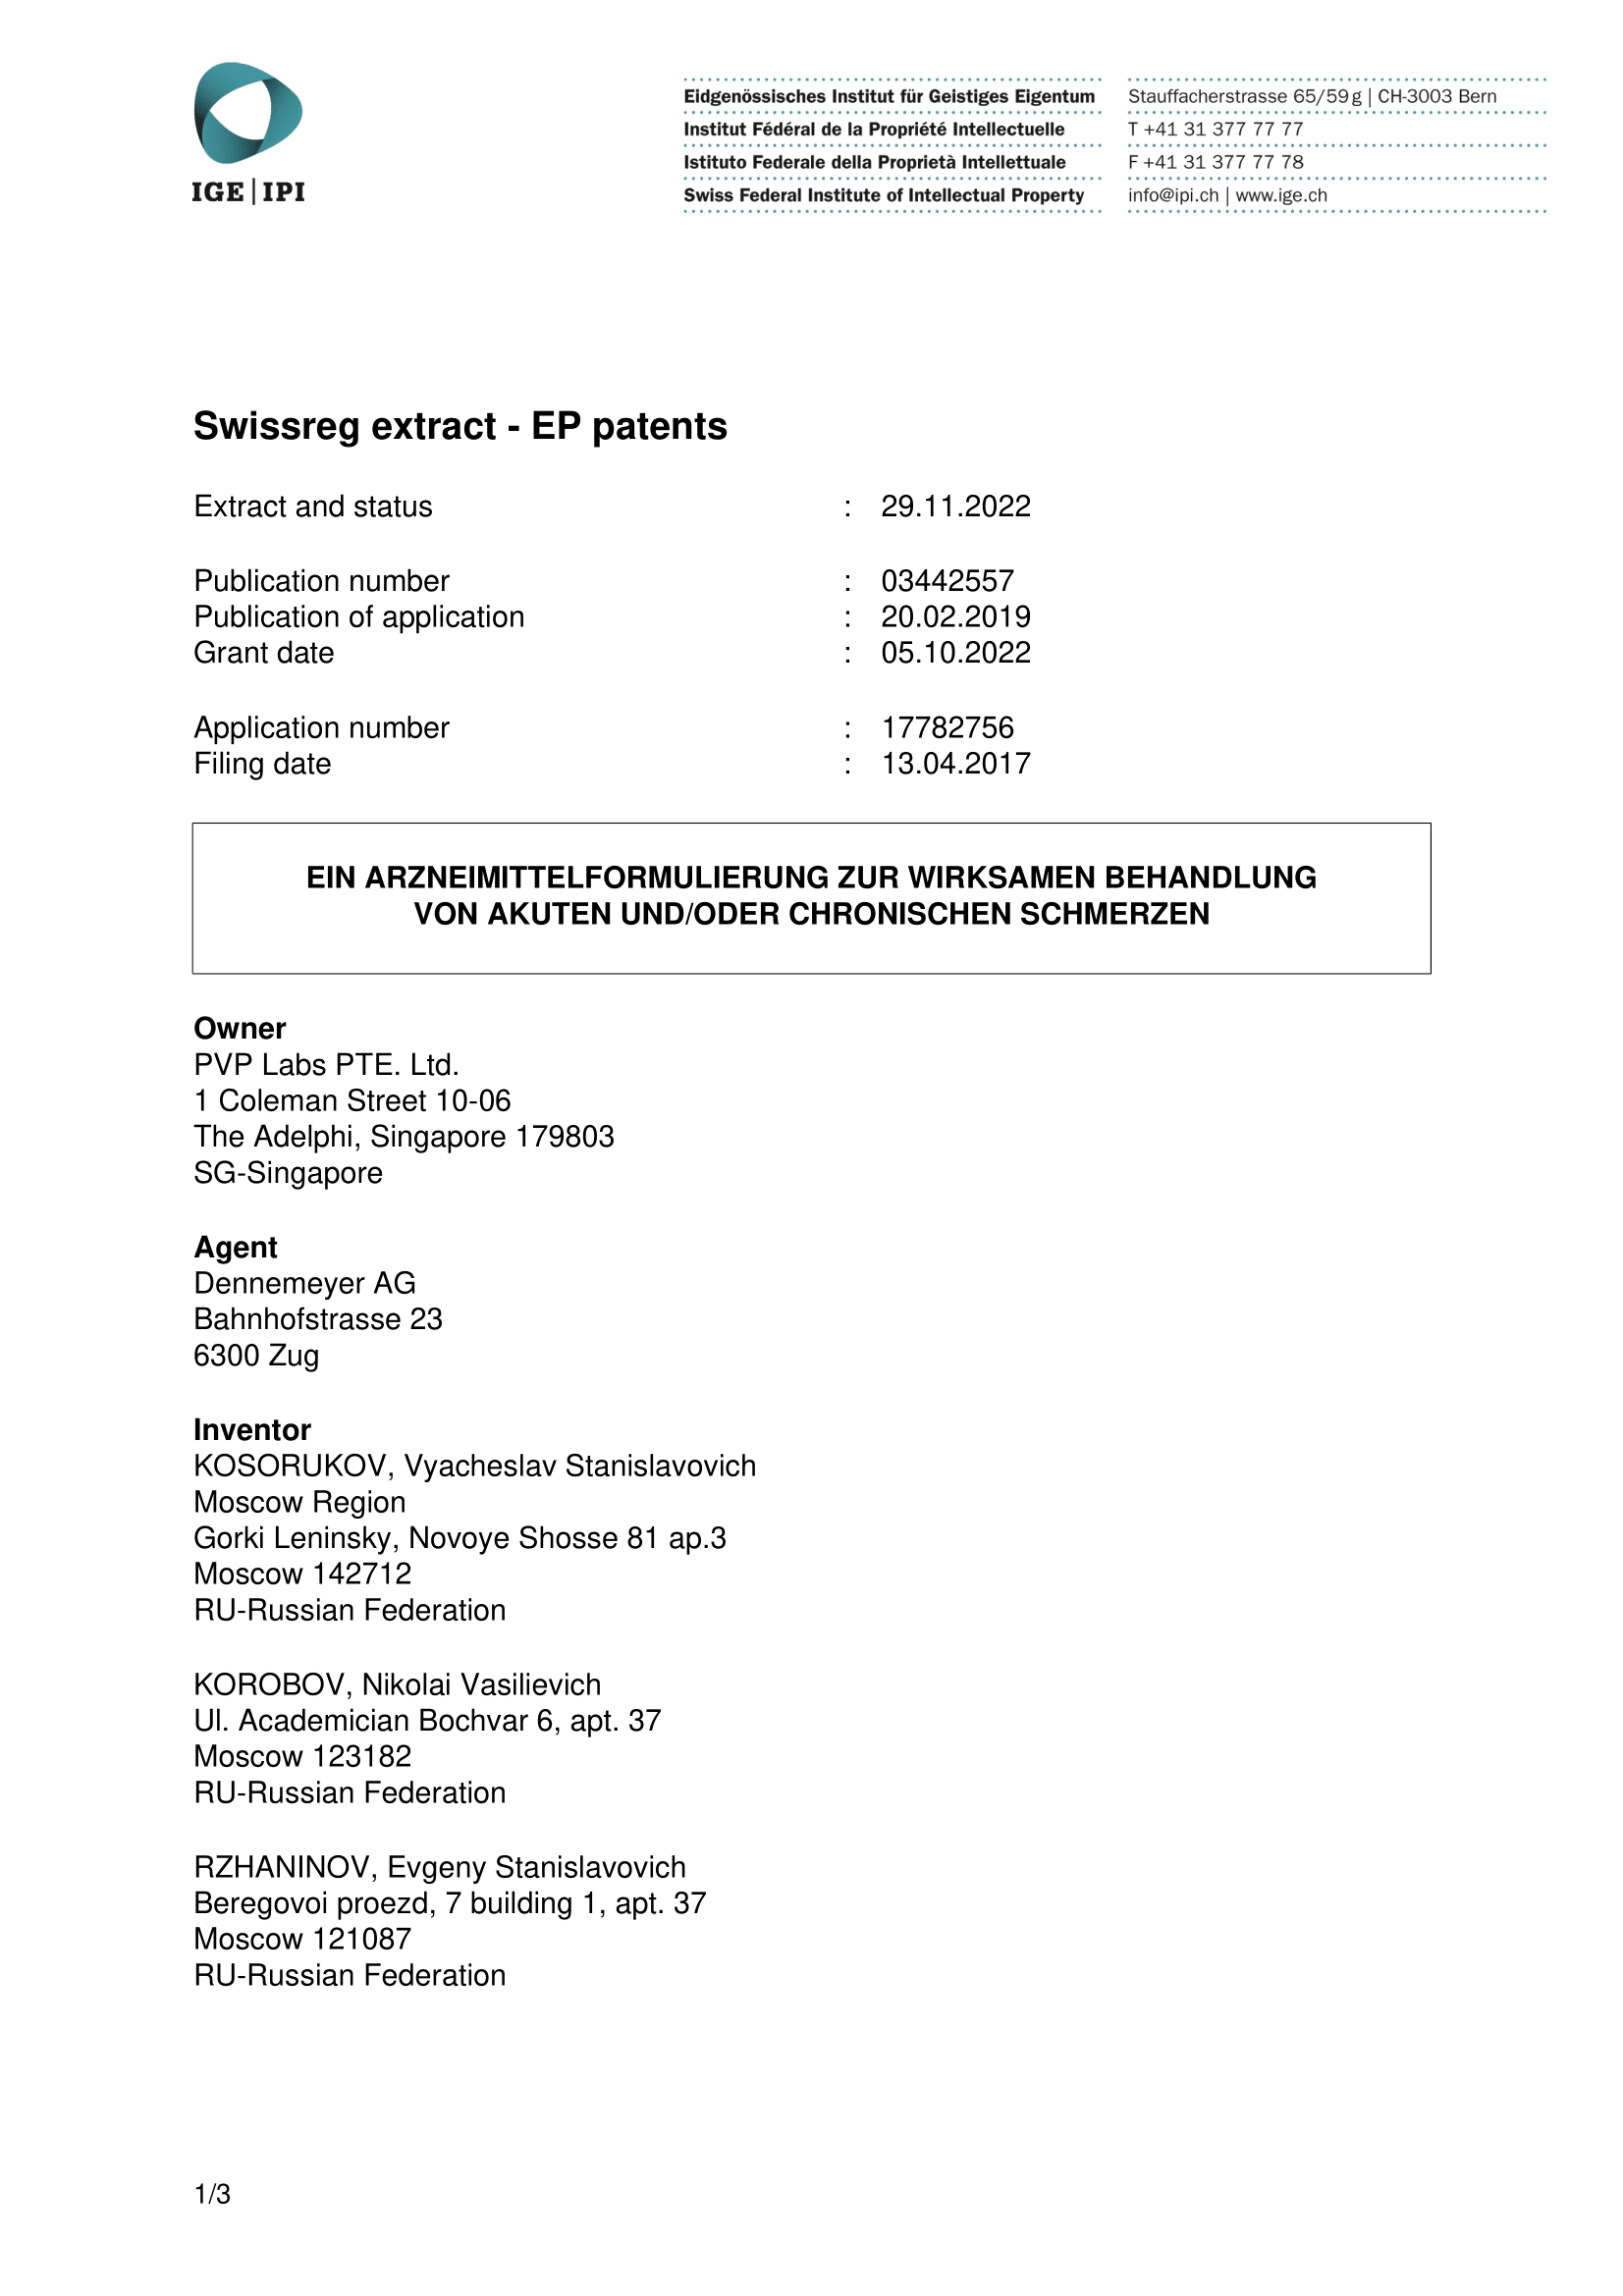 IGE | IPI
Eidgenössisches Institut für Geistiges Eigentum
Institut Fédéral de la Propriété Intellectuelle
Istituto Federale della Proprietà Intellettuale
Swiss Federal Institute of Intellectual Property
Stauffacherstrasse 65/59 g | CH-3003 Bern
T +41 31 377 77 77
F +41 31 377 77 78
info@ipi.ch | www.ige.ch
Swissreg extract - EP patents
Extract and status : 29.11.2022
Publication number : 03442557
Publication of application : 20.02.2019
Grant date : 05.10.2022
Application number : 17782756
Filing date : 13.04.2017
EIN ARZNEIMITTELFORMULIERUNG ZUR WIRKSAMEN BEHANDLUNG
VON AKUTEN UND/ODER CHRONISCHEN SCHMERZEN
Owner
PVP Labs PTE. Ltd.
1 Coleman Street 10-06
The Adelphi, Singapore 179803
SG-Singapore
Agent
Dennemeyer AG
Bahnhofstrasse 23
6300 Zug
Inventor
KOSORUKOV, Vyacheslav Stanislavovich
Moscow Region
Gorki Leninsky, Novoye Shosse 81 ap.3
Moscow 142712
RU-Russian Federation
KOROBOV, Nikolai Vasilievich
Ul. Academician Bochvar 6, apt. 37
Moscow 123182
RU-Russian Federation
RZHANINOV, Evgeny Stanislavovich
Beregovoi proezd, 7 building 1, apt. 37
Moscow 121087
RU-Russian Federation
1/3